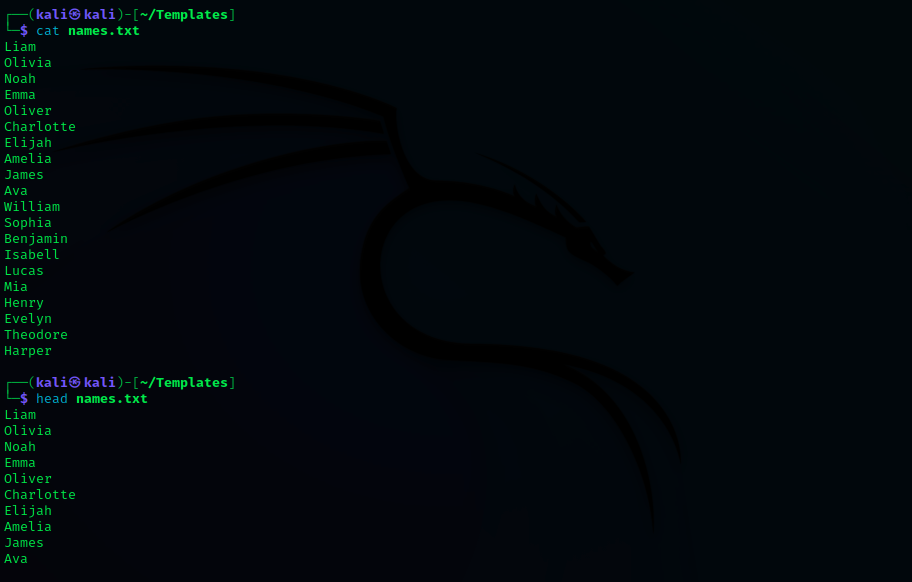 ┌──(kali㉿kali)-[~/Templates]
└─$ cat names.txt
Liam
Olivia
Noah
Emma
Oliver
Charlotte
Elijah
Amelia
James
Ava
William
Sophia
Benjamin
Isabell
Lucas
Mia
Henry
Evelyn
Theodore
Harper
┌──(kali㉿kali)-[~/Templates]
└─$ head names.txt
Liam
Olivia
Noah
Emma
Oliver
Charlotte
Elijah
Amelia
James
Ava